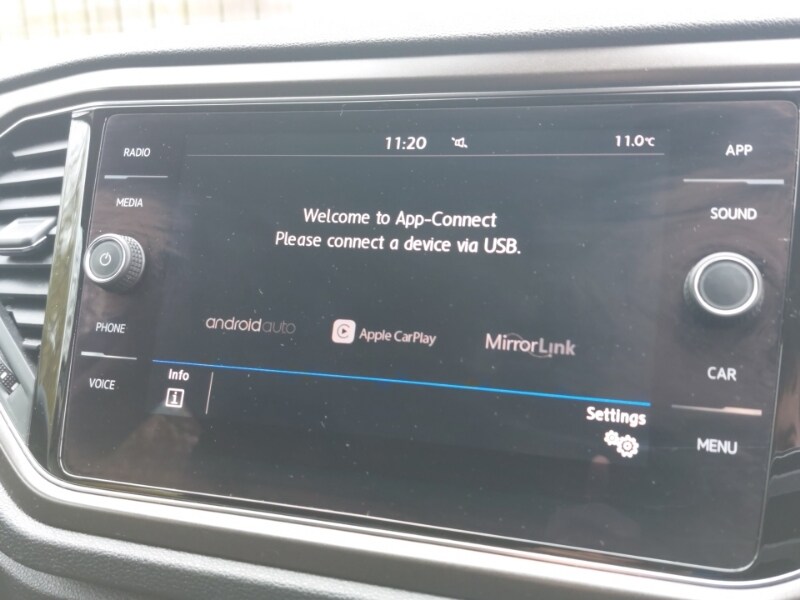 RADIO
MEDIA
PHONE
VOICE
11:20
11.0°C
Welcome to App-Connect
Please connect a device via USB.
androidauto
Apple CarPlay
MirrorLink
Info
i
Settings
APP
SOUND
CAR
MENU